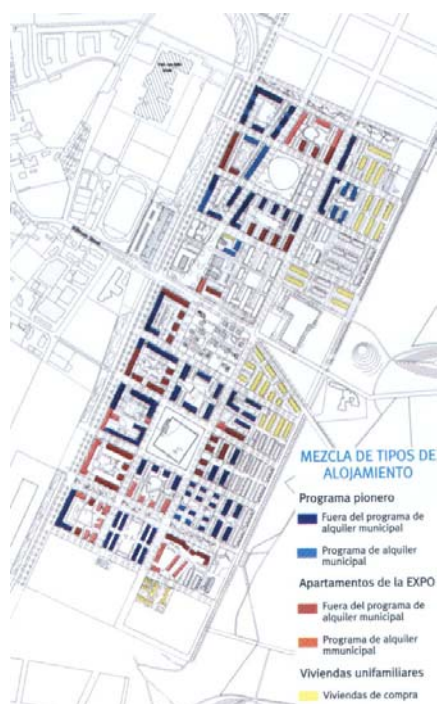 MEZCLA DE TIPOS DE
ALOJAMIENTO
Programa pionero
Fuera del programa de
alquiler municipal
Programa de alquiler
municipal
Apartamentos de la EXPO
Fuera del programa de
alquiler municipal
Programa de alquiler
mmunicipal
Viviendas unifamiliares
Viviendas de compra